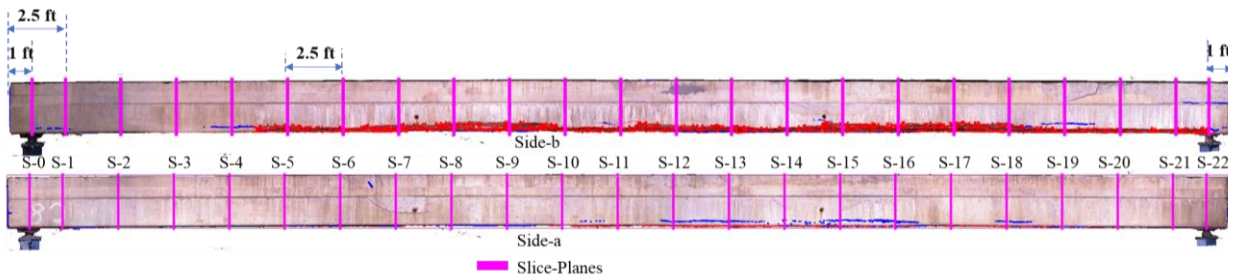 2.5 ft
1 ft
2.5 ft
1 ft
Side-b
S-0 S-1 S-2 S-3 S-4 S-5 S-6 S-7 S-8 S-9 S-10 S-11 S-12 S-13 S-14 S-15 S-16 S-17 S-18 S-19 S-20 S-21 S-22
Side-a
Slice-Planes